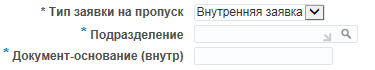 * Тип заявки на пропуск Внутренняя заявка
* Подразделение
* Документ-основание (внутр)